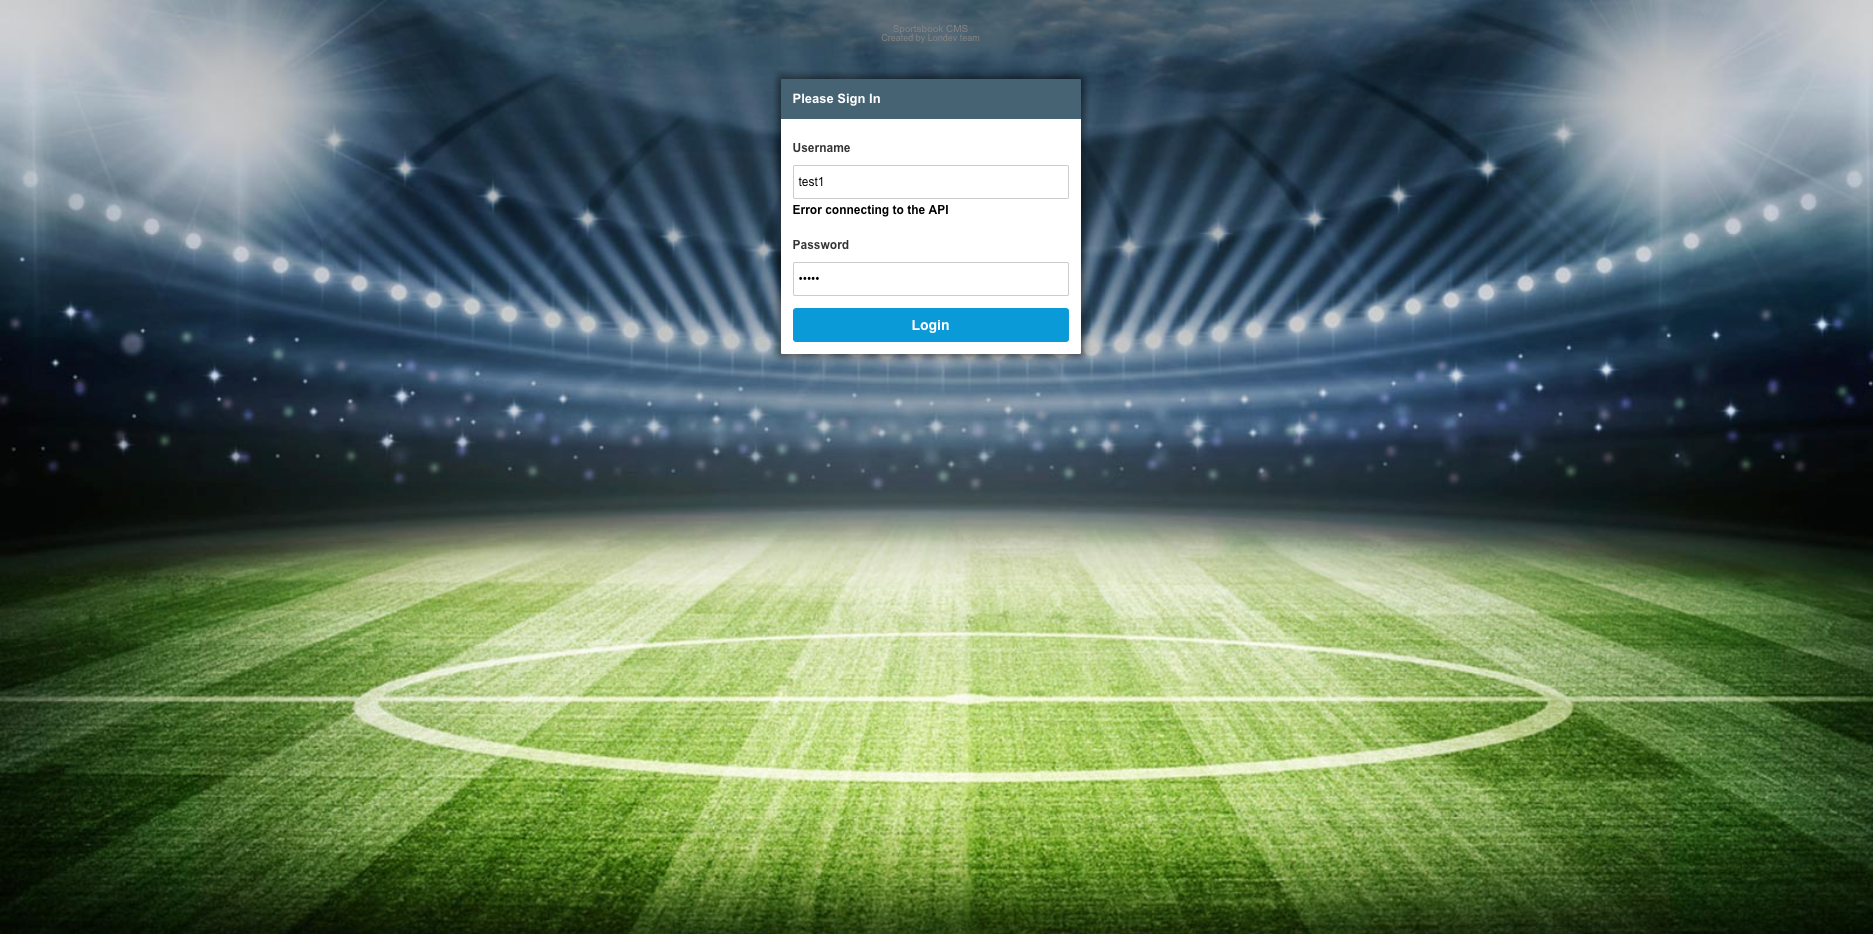 Sportsbook CMS
Created by Londev team
Please Sign In
Username
test1
Error connecting to the API
Password
•••••
Login